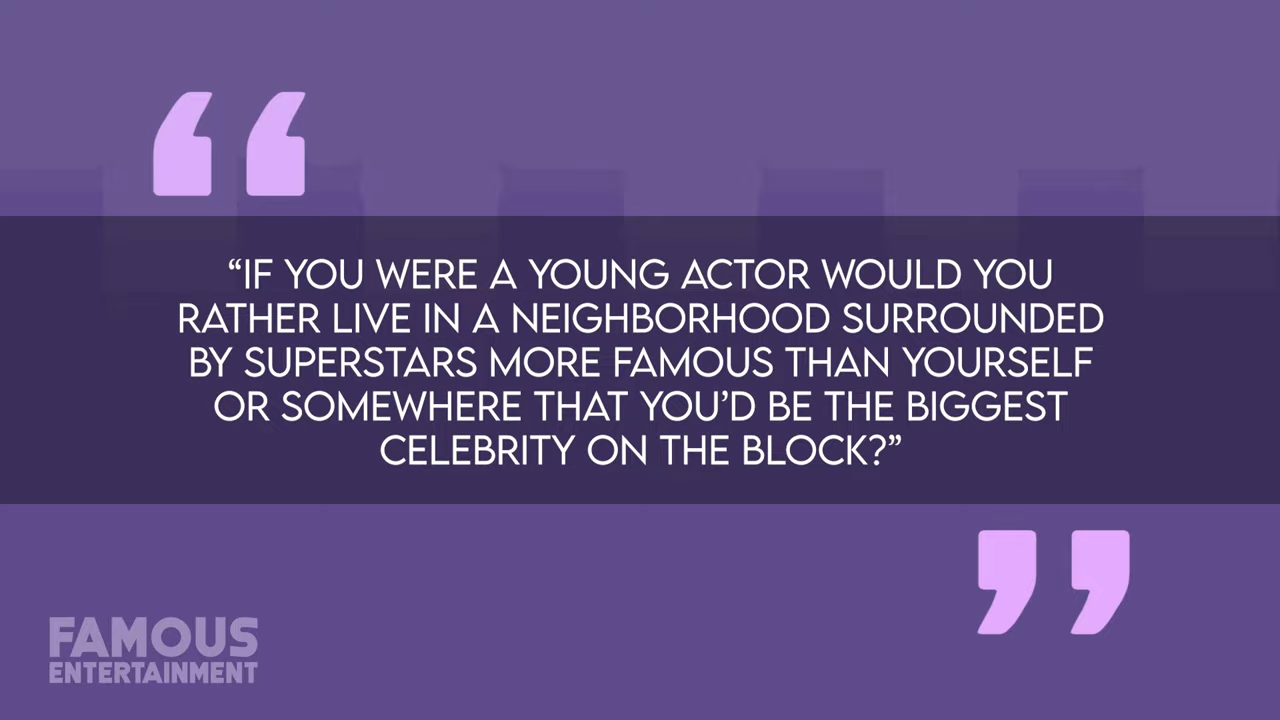 “IF YOU WERE A YOUNG ACTOR WOULD YOU
RATHER LIVE IN A NEIGHBORHOOD SURROUNDED
BY SUPERSTARS MORE FAMOUS THAN YOURSELF
OR SOMEWHERE THAT YOU’D BE THE BIGGEST
CELEBRITY ON THE BLOCK?”
FAMOUS
ENTERTAINMENT